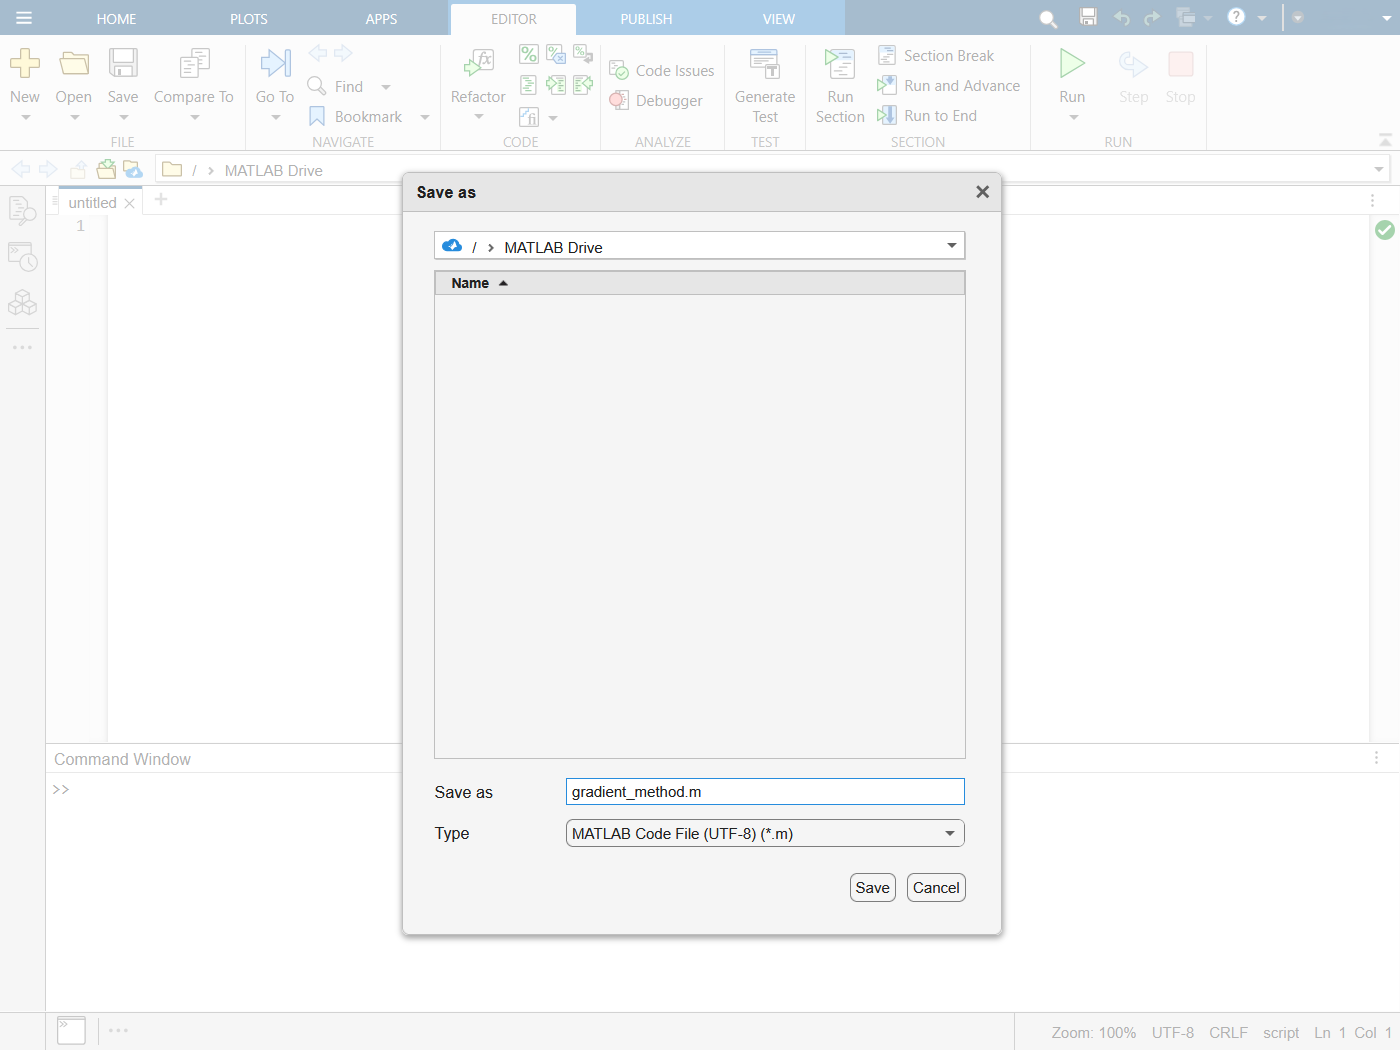 HOME PLOTS APPS EDITOR PUBLISH VIEW
New Open Save Compare To
FILE
Go To Find Bookmark
NAVIGATE
Refactor
CODE
Code Issues
Debugger
ANALYZE
Generate
Test
TEST
Run
Section
Section Break
Run and Advance
Run to End
SECTION
Run Step Stop
RUN
/ > MATLAB Drive
untitled
1
Save as
/ > MATLAB Drive
Name
Save as gradient_method.m
Type MATLAB Code File (UTF-8) (*.m)
Save Cancel
Command Window
>>
Zoom: 100% UTF-8 CRLF script Ln 1 Col 1